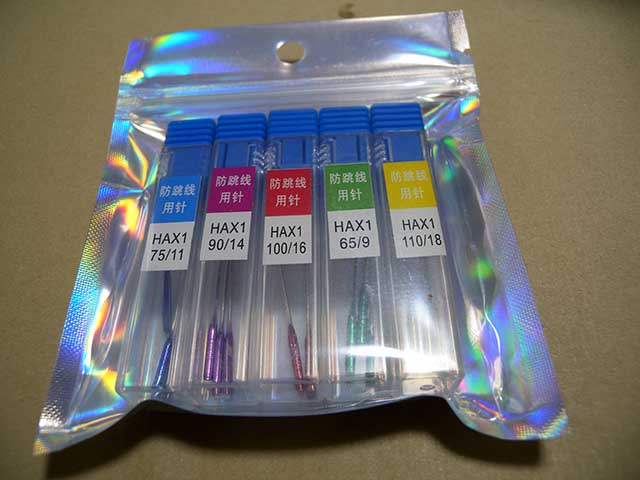 防跳线
用针
HAX1
75/11
防跳线
用针
HAX1
90/14
防跳线
用针
HAX1
100/16
防跳线
用针
HAX1
65/9
防跳线
用针
HAX1
110/18